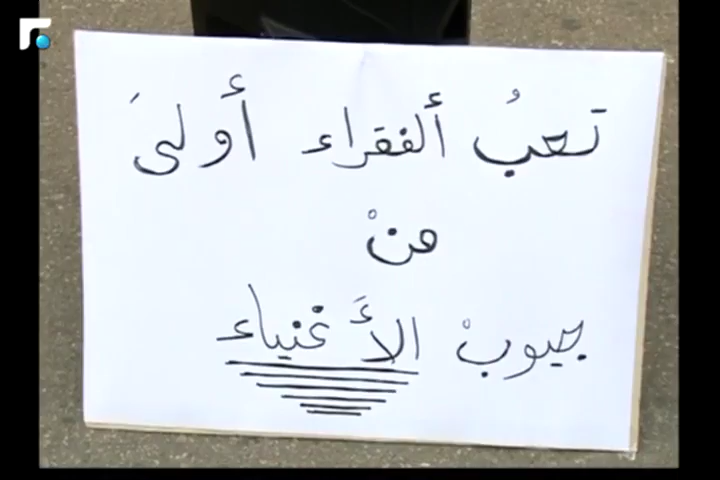 تعبُ ألفقراء أولىَ
منْ
جيوبْ الأَغنياء